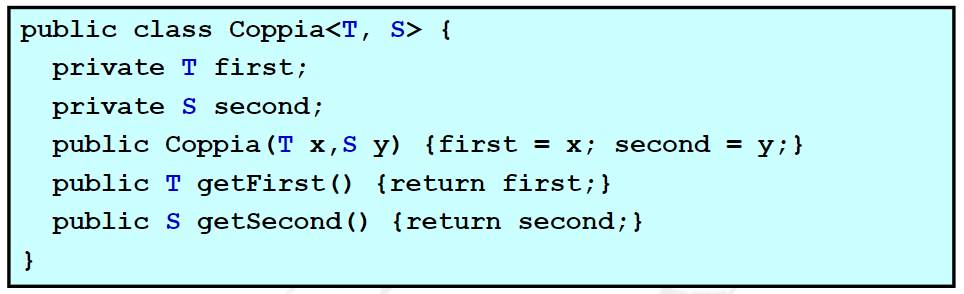 public class Coppia<T, S> {
  private T first;
  private S second;
  public Coppia(T x,S y) {first = x; second = y;}
  public T getFirst() {return first;}
  public S getSecond() {return second;}
}